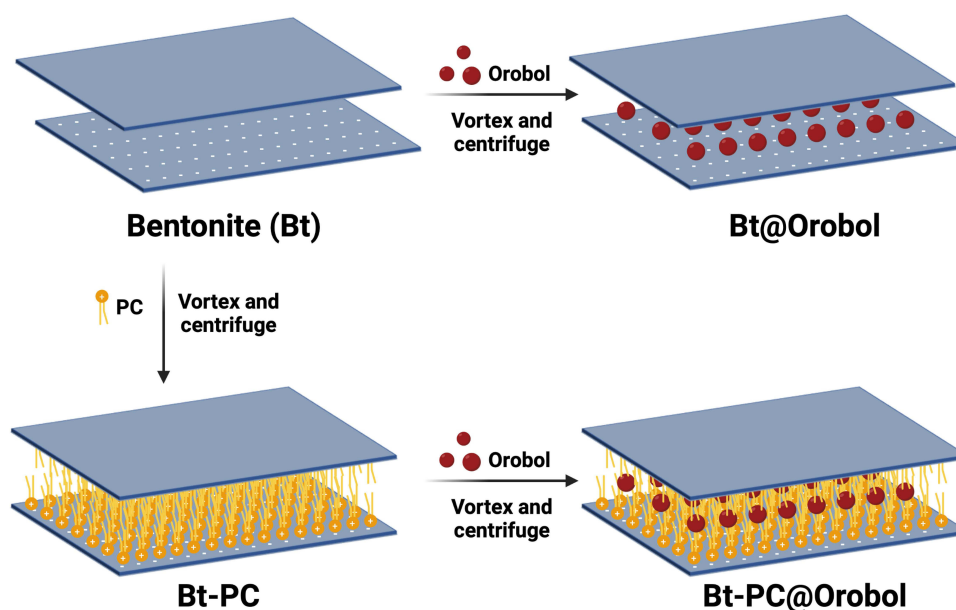 Orobol
Vortex and
centrifuge
Bentonite (Bt)
Bt@Orobol
PC
Vortex and
centrifuge
Orobol
Vortex and
centrifuge
Bt-PC
Bt-PC@Orobol